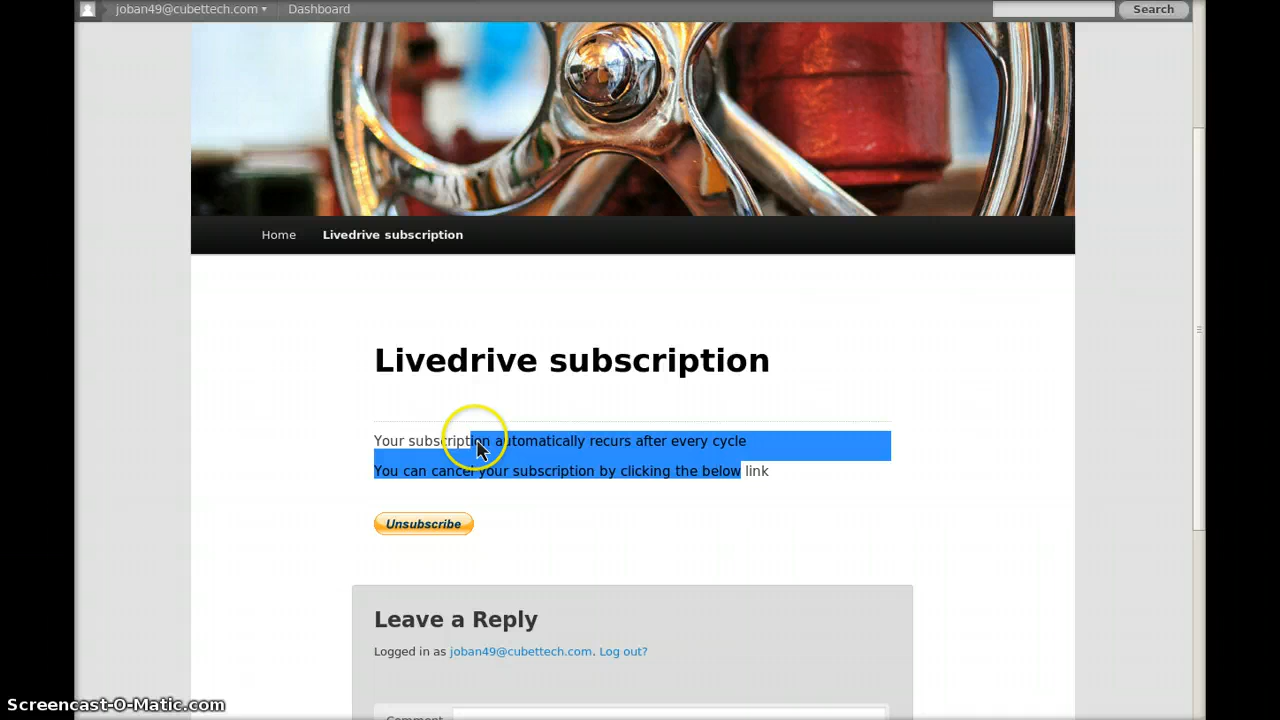 joban49@cubettech.com Dashboard Search
Home Livedrive subscription
Livedrive subscription
Your subscription automatically recurs after every cycle
You can cancel your subscription by clicking the below link
Unsubscribe
Leave a Reply
Logged in as joban49@cubettech.com. Log out?
Comment
Screencast-O-Matic.com